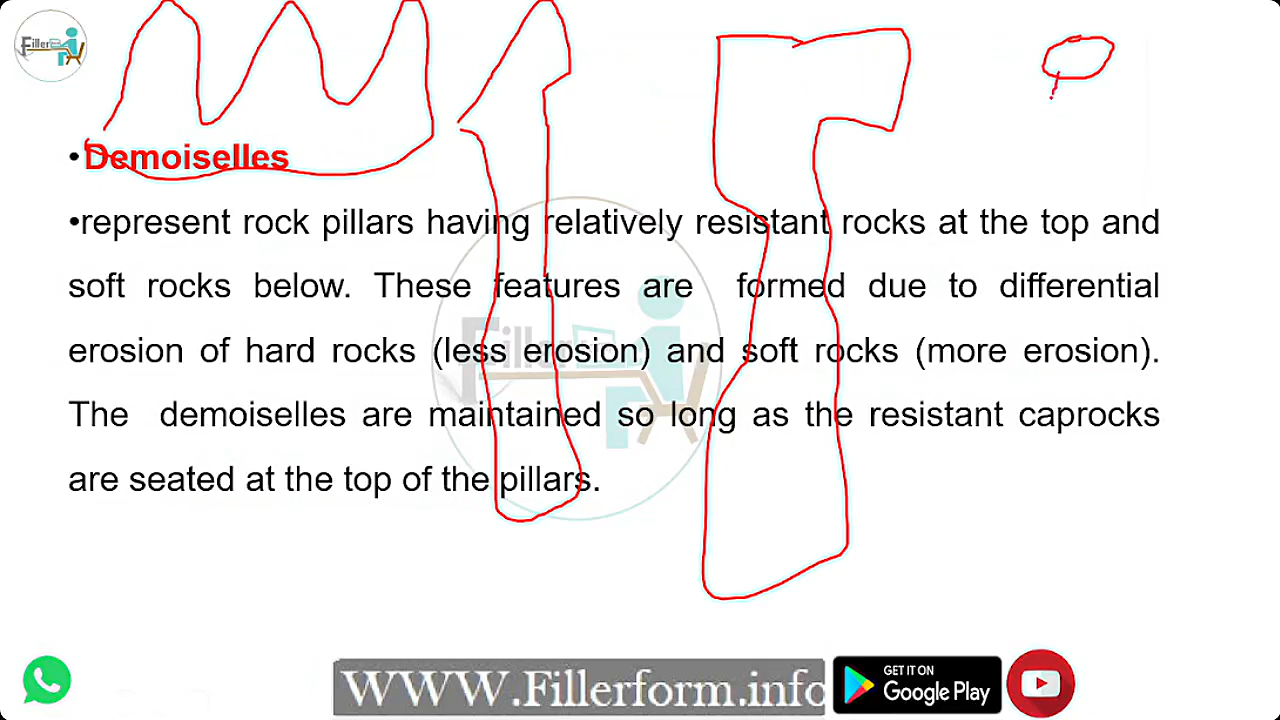 Filler
•Demoiselles
•represent rock pillars having relatively resistant rocks at the top and
soft rocks below. These features are formed due to differential
erosion of hard rocks (less erosion) and soft rocks (more erosion).
The demoiselles are maintained so long as the resistant caprocks
are seated at the top of the pillars.
Filler
WWW.Fillerform.info
GET IT ON
Google Play